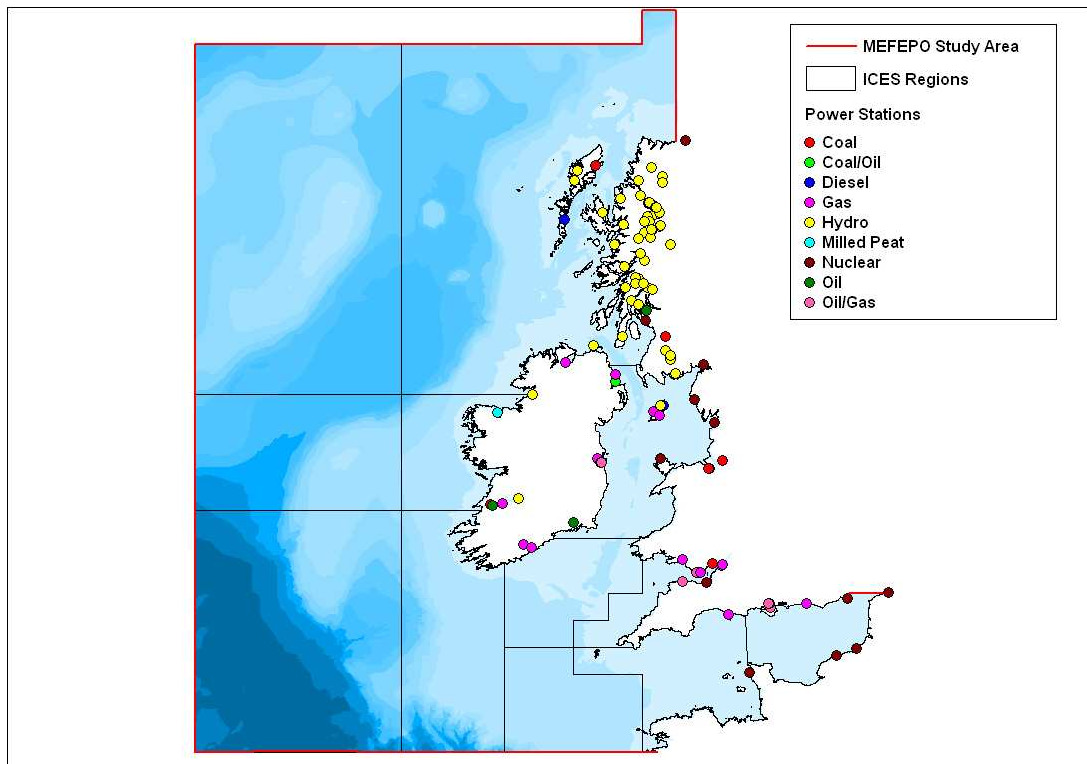 MEFEPO Study Area
ICES Regions
Power Stations
Coal
Coal/Oil
Diesel
Gas
Hydro
Milled Peat
Nuclear
Oil
Oil/Gas